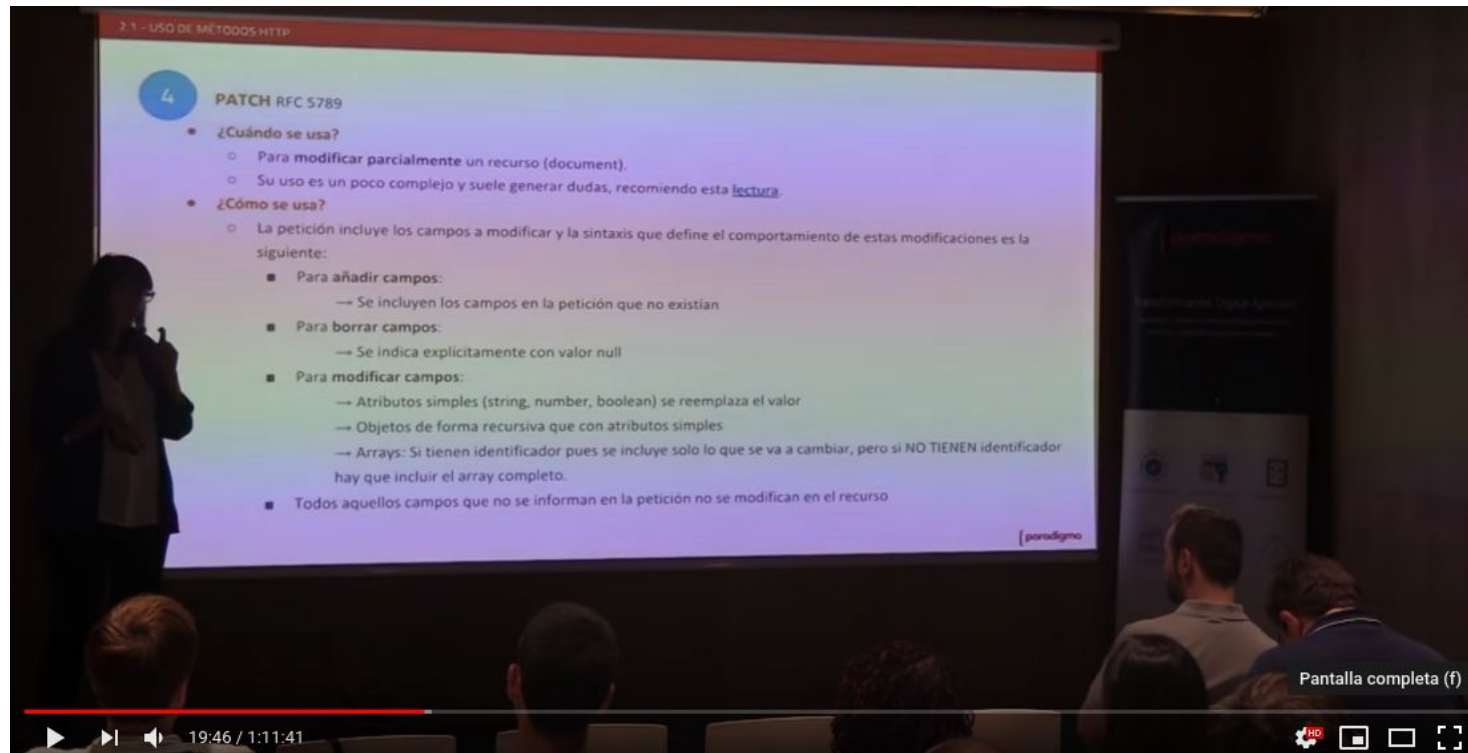 2.1.- USO DE MÉTODOS HTTP
4
PATCH RFC 5789
• ¿Cuándo se usa?
○ Para modificar parcialmente un recurso (document).
○ Su uso es un poco complejo y suele generar dudas, recomiendo esta lectura.
• ¿Cómo se usa?
○ La petición incluye los campos a modificar y la sintaxis que define el comportamiento de estas modificaciones es la
siguiente:
■ Para añadir campos:
→ Se incluyen los campos en la petición que no existían
■ Para borrar campos:
→ Se indica explícitamente con valor null
■ Para modificar campos:
→ Atributos simples (string, number, boolean) se reemplaza el valor
→ Objetos de forma recursiva que con atributos simples
→ Arrays: Si tienen identificador pues se incluye solo lo que se va a cambiar, pero si NO TIENEN identificador
hay que incluir el array completo.
■ Todos aquellos campos que no se informan en la petición no se modifican en el recurso
[paradigma
[paradigma
Transformación Digital Aplicada
Pantalla completa (f)
19:46 / 1:11:41
HD